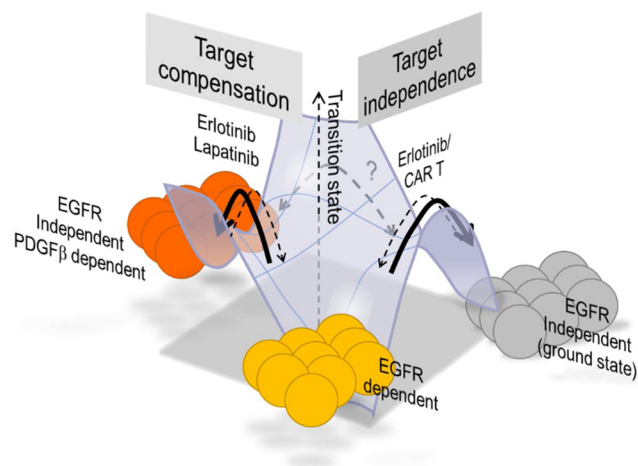 Target
compensation
Target
independence
Transition state
Erlotinib
Lapatinib
?
Erlotinib/
CAR T
EGFR
Independent
PDGFβ dependent
EGFR
Independent
(ground state)
EGFR
dependent